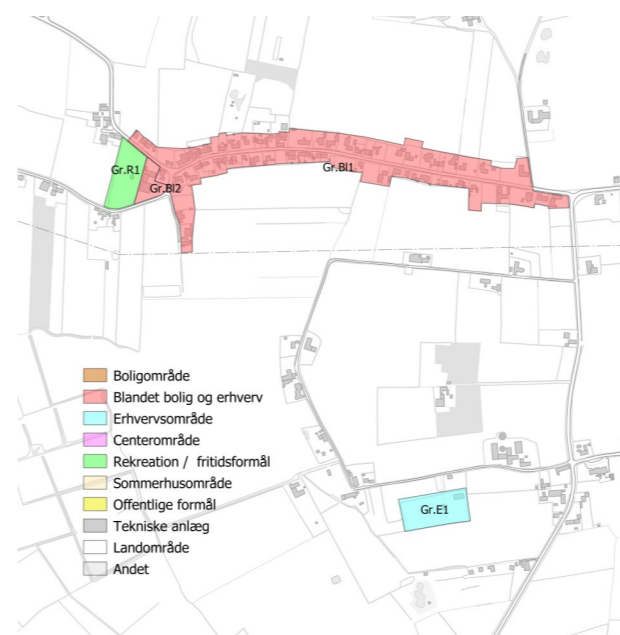 Gr.R1
Gr.Bl1
Gr.Bl2
Boligområde
Blandet bolig og erhverv
Erhvervsområde
Centerområde
Rekreation / fritidsformål
Sommerhusområde
Offentlige formål
Tekniske anlæg
Landområde
Andet
Gr.E1